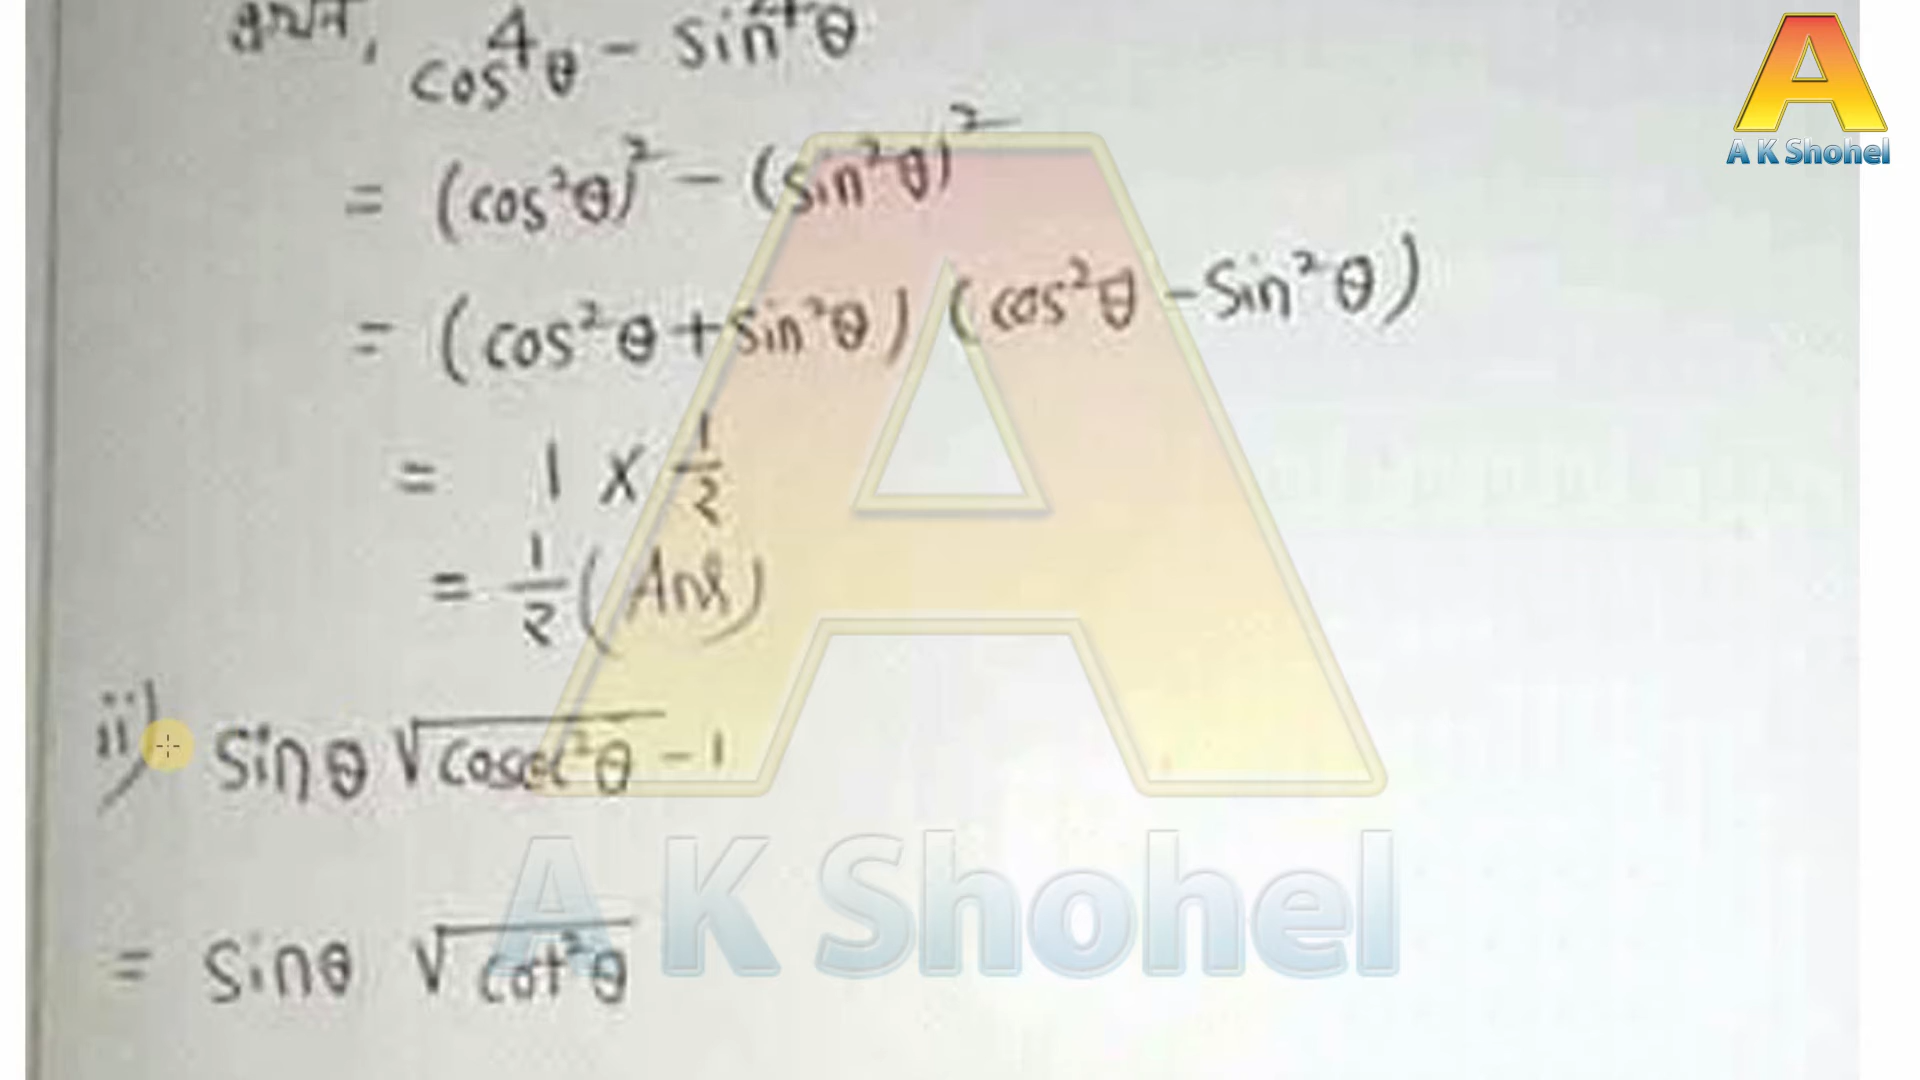 cos⁴θ - sin⁴θ
= (cos²θ)² - (sin²θ)²
= (cos²θ + sin²θ) (cos²θ - Sin²θ)
= 1 × 1/2
= 1/2 (Ans)
ii) Sinθ √cosec²θ - 1
= Sinθ √cot²θ
A
A K Shohel
A
A K Shohel